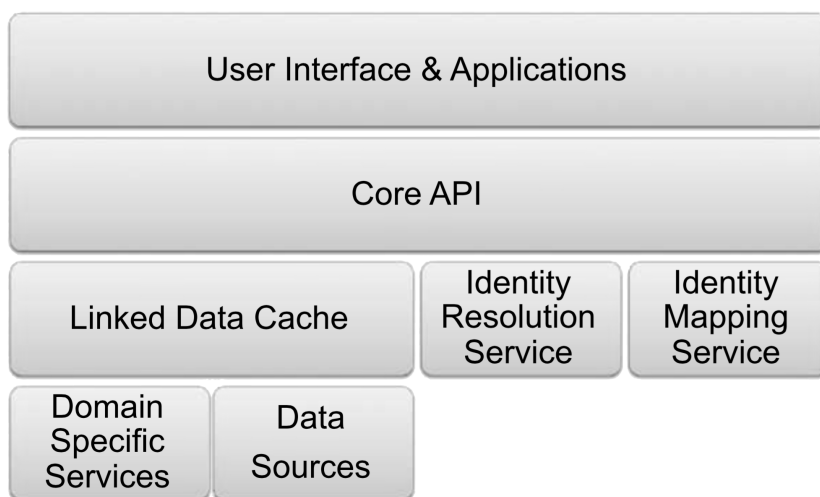 User Interface & Applications
Core API
Linked Data Cache
Identity
Resolution
Service
Identity
Mapping
Service
Domain
Specific
Services
Data
Sources